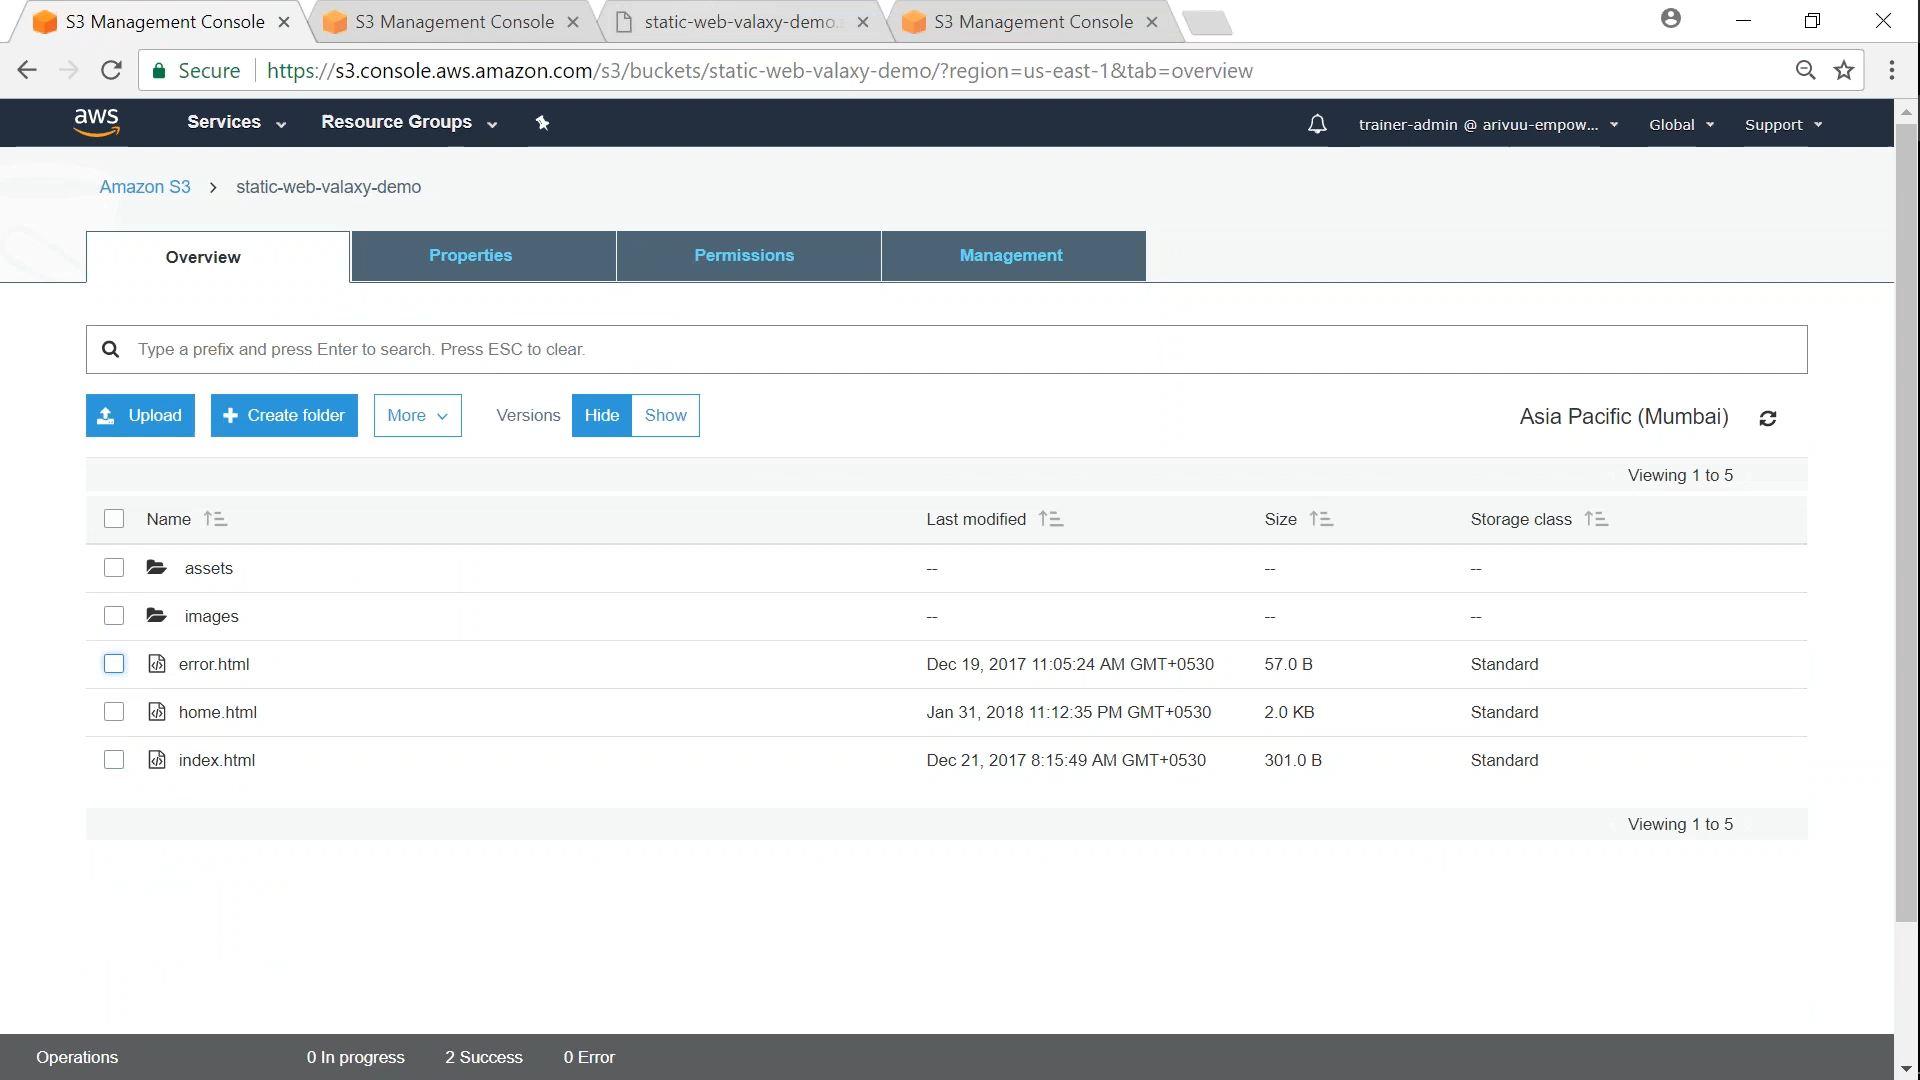 S3 Management Console
S3 Management Console
static-web-valaxy-demo.
S3 Management Console
Secure https://s3.console.aws.amazon.com/s3/buckets/static-web-valaxy-demo/?region=us-east-1&tab=overview
aws Services Resource Groups trainer-admin @ arivuu-empow... Global Support
Amazon S3 > static-web-valaxy-demo
Overview Properties Permissions Management
Type a prefix and press Enter to search. Press ESC to clear.
Upload Create folder More Versions Hide Show Asia Pacific (Mumbai)
Viewing 1 to 5
Name Last modified Size Storage class
assets -- -- --
images -- -- --
error.html Dec 19, 2017 11:05:24 AM GMT+0530 57.0 B Standard
home.html Jan 31, 2018 11:12:35 PM GMT+0530 2.0 KB Standard
index.html Dec 21, 2017 8:15:49 AM GMT+0530 301.0 B Standard
Viewing 1 to 5
Operations 0 In progress 2 Success 0 Error